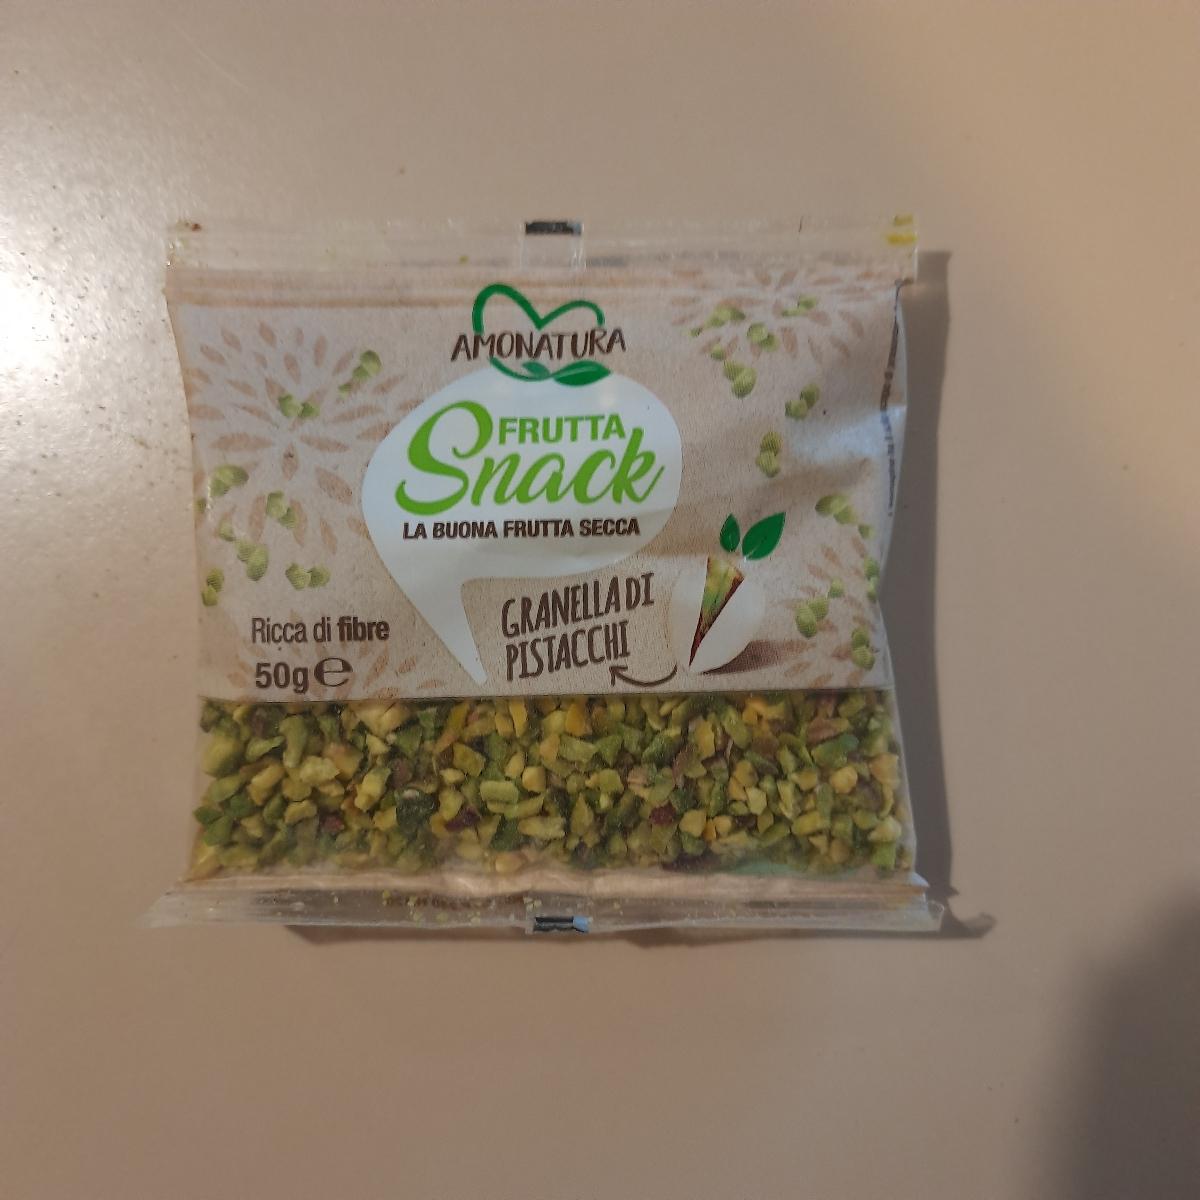 AMONATURA
FRUTTA
Snack
LA BUONA FRUTTA SECCA
GRANELLA DI
PISTACCHI
Ricca di fibre
50g℮